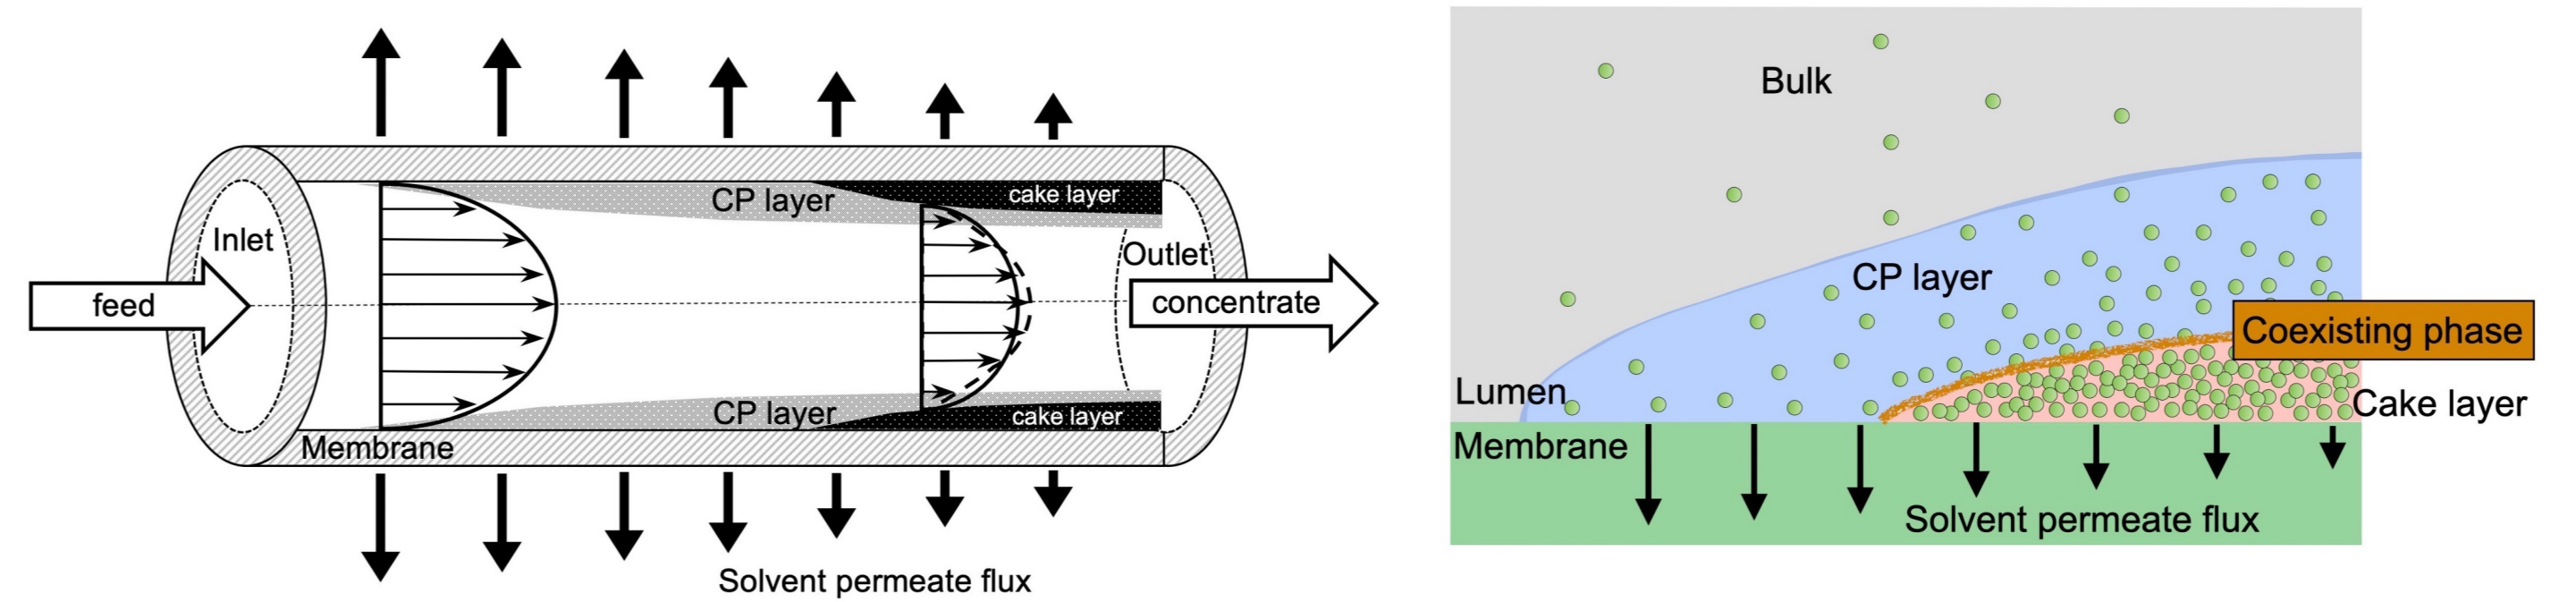 CP layer
cake layer
Inlet
Outlet
feed
concentrate
CP layer
cake layer
Membrane
Solvent permeate flux
Bulk
CP layer
Coexisting phase
Lumen
Cake layer
Membrane
Solvent permeate flux